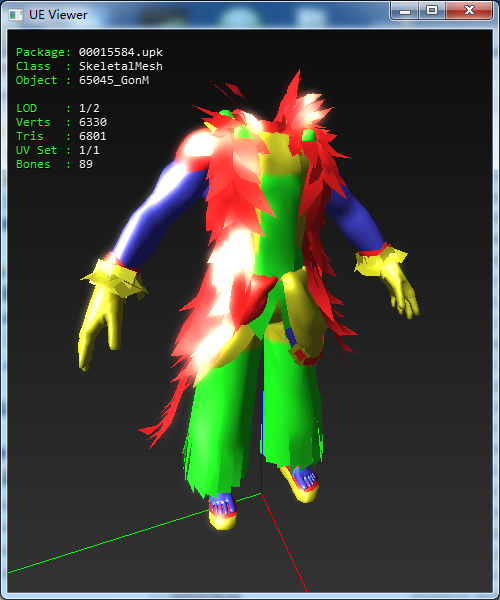 UE Viewer
Package: 00015584.upk
Class  : SkeletalMesh
Object : 65045_GonM
LOD    : 1/2
Verts  : 6330
Tris   : 6801
UV Set : 1/1
Bones  : 89